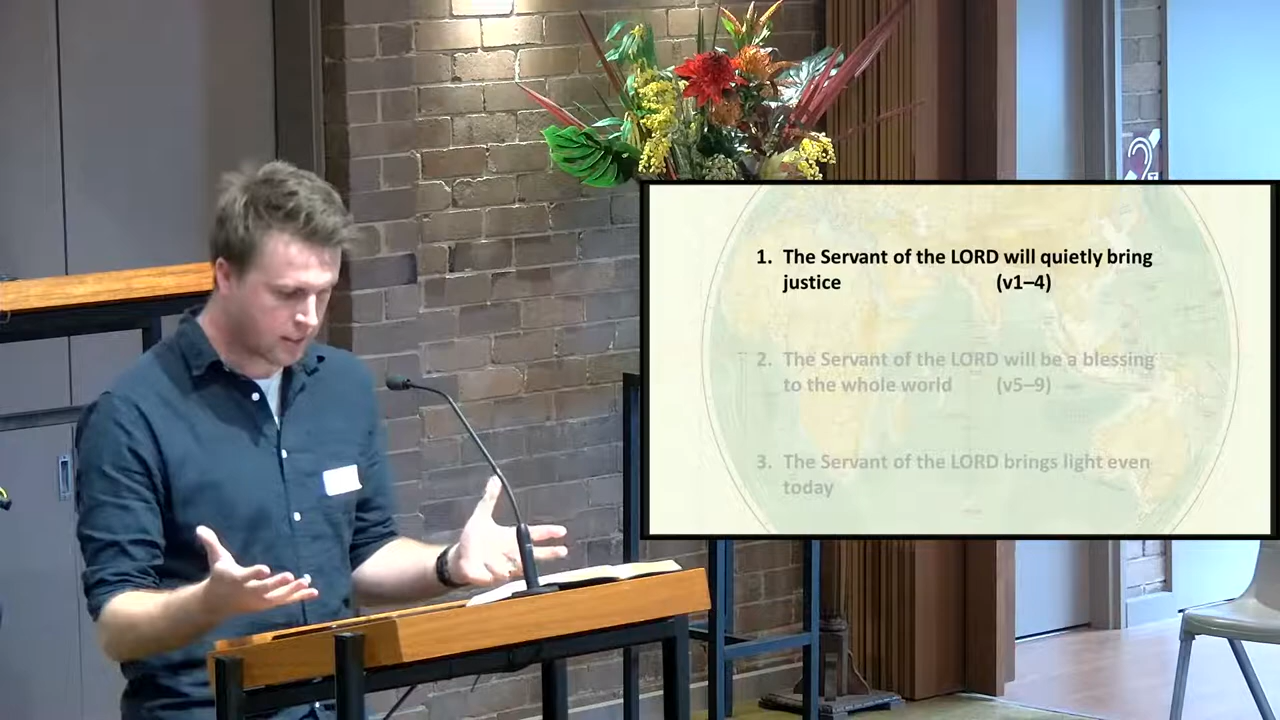 1. The Servant of the LORD will quietly bring
justice (v1–4)
2. The Servant of the LORD will be a blessing
to the whole world (v5–9)
3. The Servant of the LORD brings light even
today